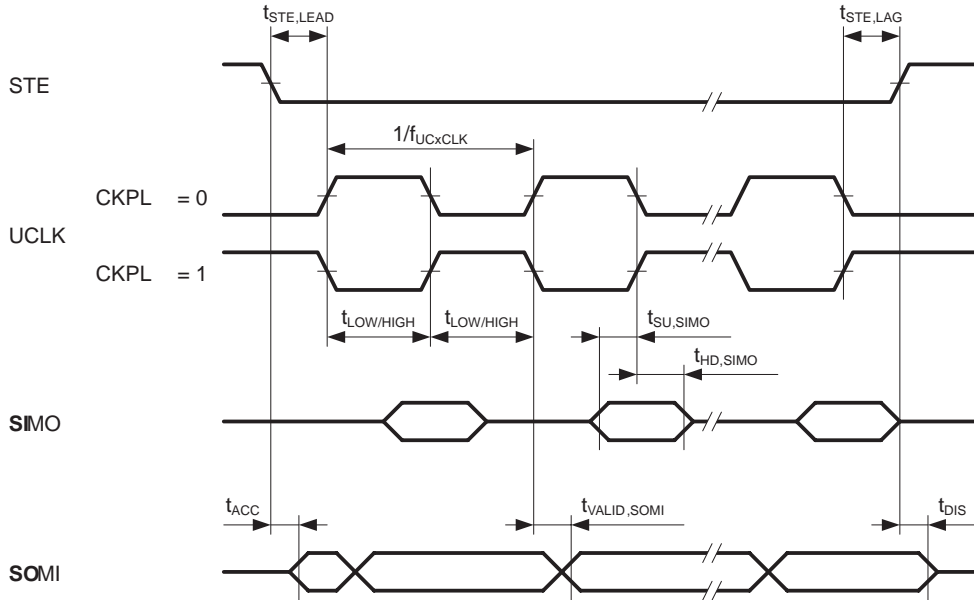 tSTE,LEAD
tSTE,LAG
STE
1/fUCxCLK
CKPL = 0
UCLK
CKPL = 1
tLOW/HIGH tLOW/HIGH
tSU,SIMO
tHD,SIMO
SIMO
tACC
tVALID,SOMI
tDIS
SOMI